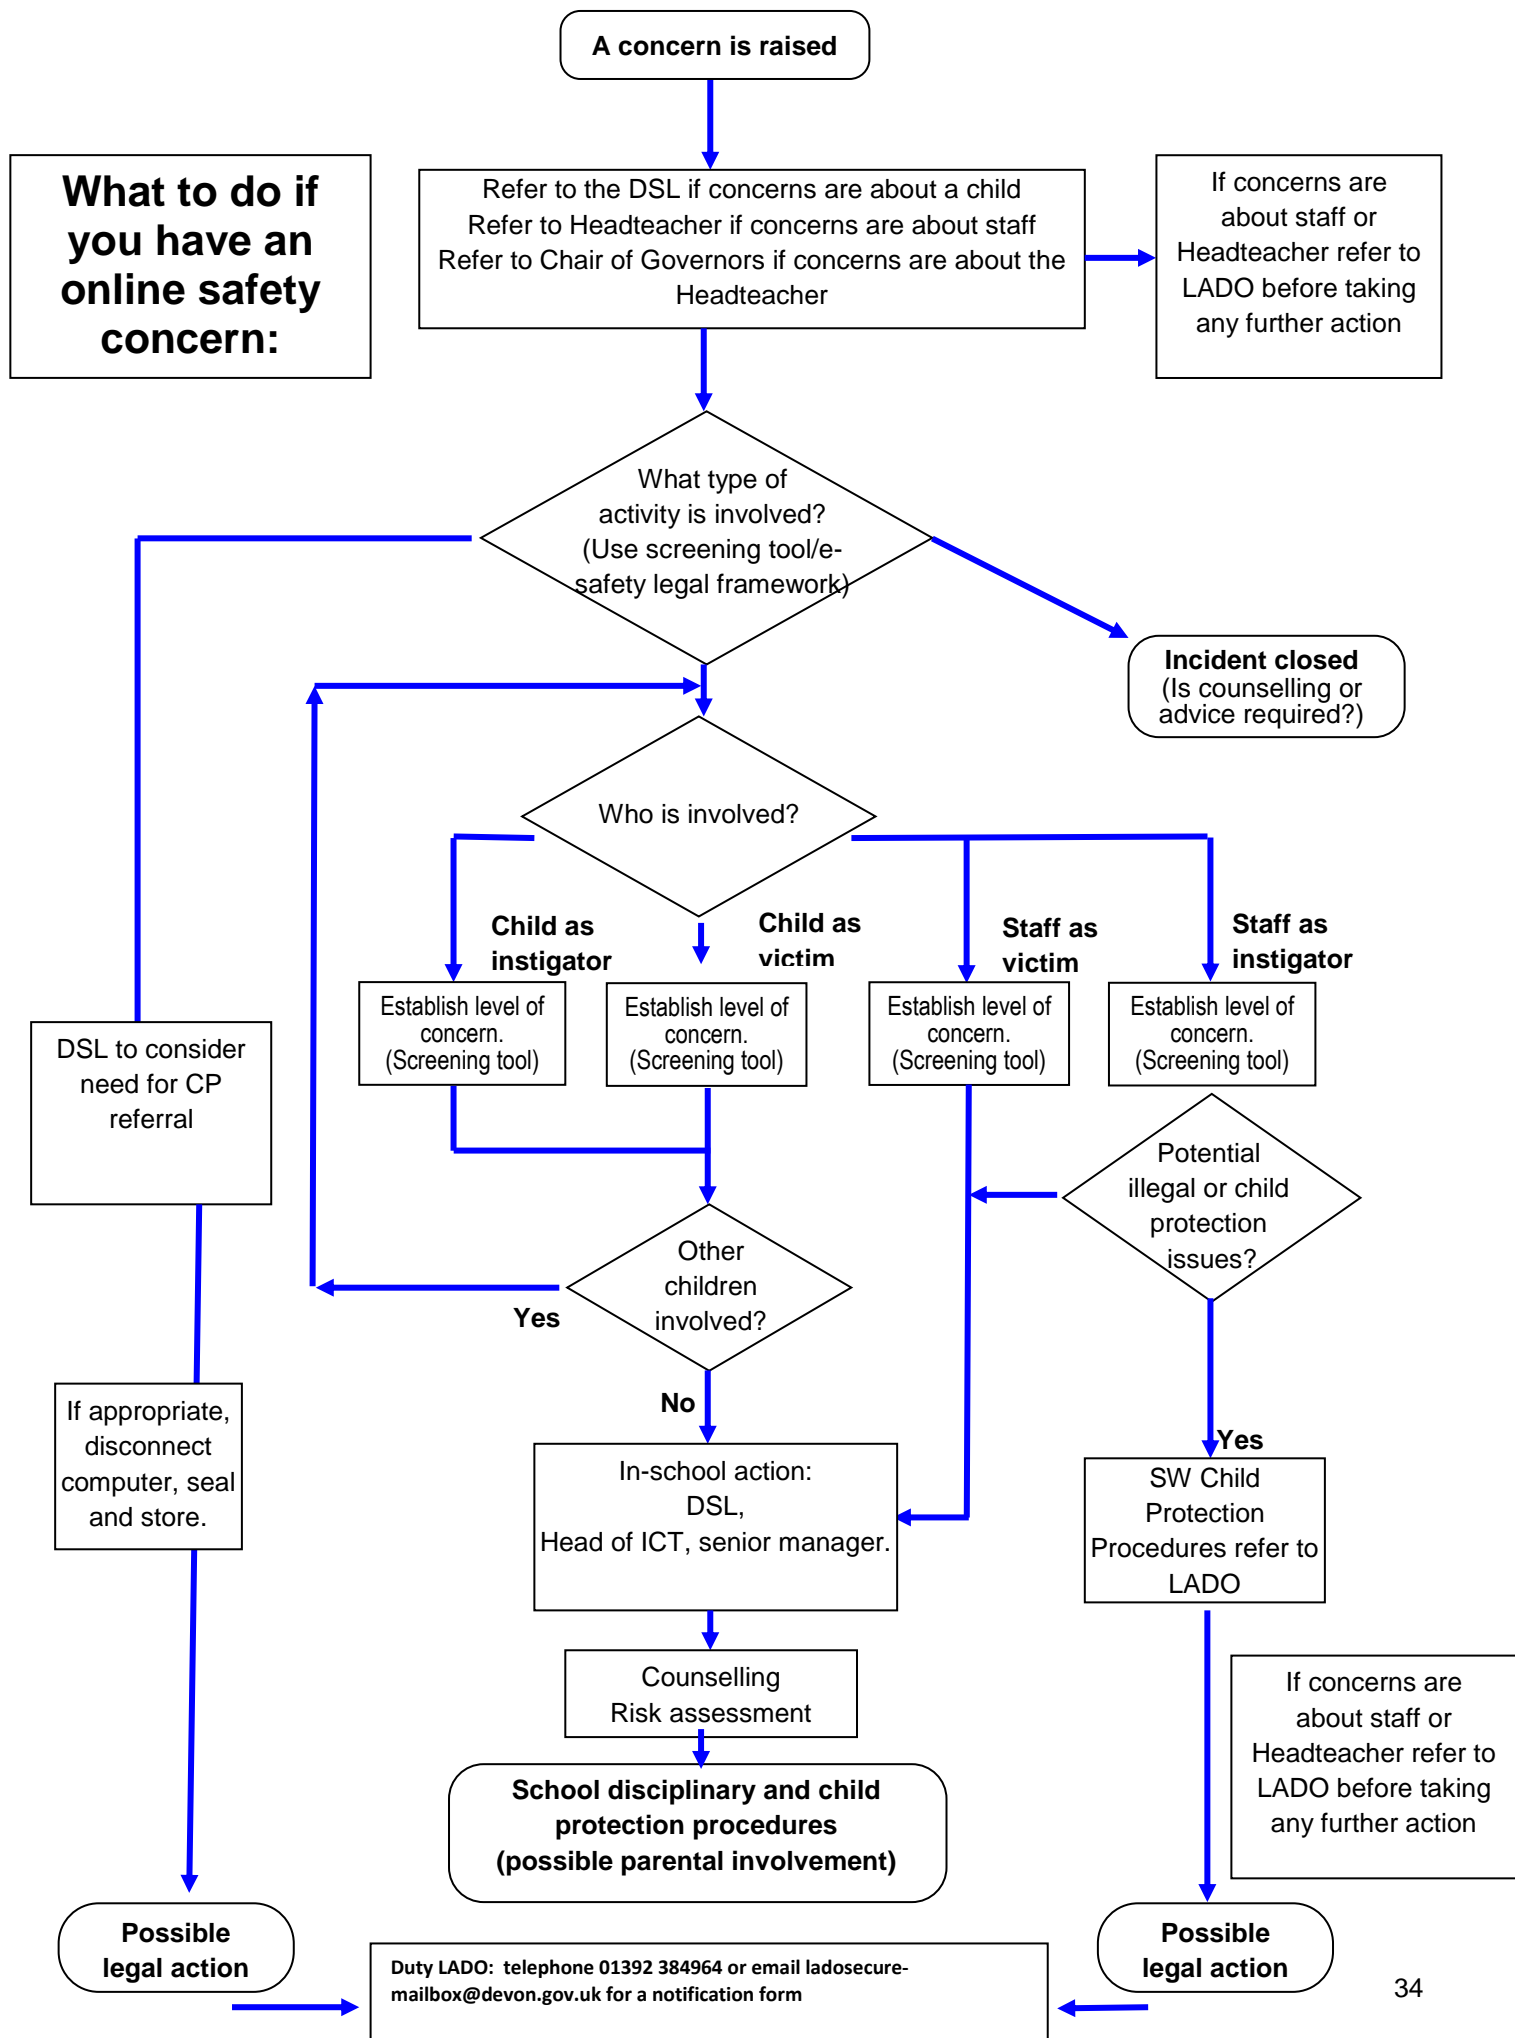 A concern is raised
What to do if
you have an
online safety
concern:
Refer to the DSL if concerns are about a child
Refer to Headteacher if concerns are about staff
Refer to Chair of Governors if concerns are about the
Headteacher
If concerns are
about staff or
Headteacher refer to
LADO before taking
any further action
What type of
activity is involved?
(Use screening tool/e-
safety legal framework)
Incident closed
(Is counselling or
advice required?)
Who is involved?
Child as
instigator
Child as
victim
Staff as
victim
Staff as
instigator
Establish level of
concern.
(Screening tool)
Establish level of
concern.
(Screening tool)
Establish level of
concern.
(Screening tool)
Establish level of
concern.
(Screening tool)
DSL to consider
need for CP
referral
Potential
illegal or child
protection
issues?
Other
children
involved?
Yes
No
If appropriate,
disconnect
computer, seal
and store.
Yes
In-school action:
DSL,
Head of ICT, senior manager.
SW Child
Protection
Procedures refer to
LADO
Counselling
Risk assessment
If concerns are
about staff or
Headteacher refer to
LADO before taking
any further action
School disciplinary and child
protection procedures
(possible parental involvement)
Possible
legal action
Possible
legal action
Duty LADO: telephone 01392 384964 or email ladosecure-
mailbox@devon.gov.uk for a notification form
34